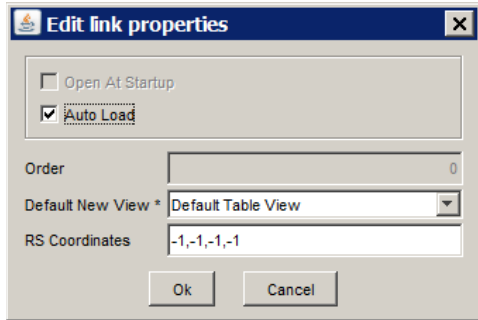 Edit link properties
Open At Startup
Auto Load
Order 0
Default New View * Default Table View
RS Coordinates -1,-1,-1,-1
Ok Cancel